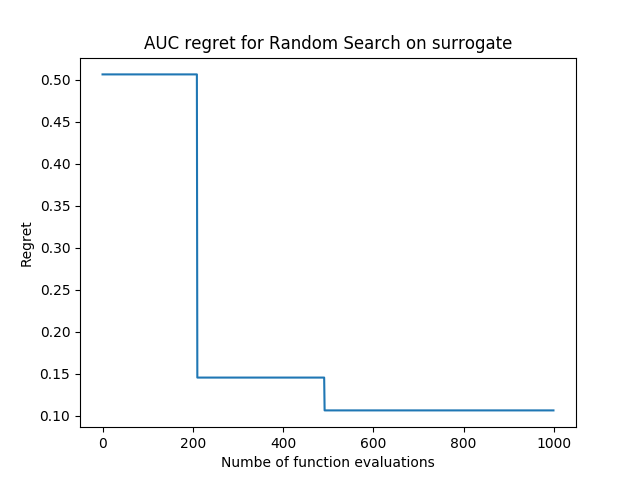 AUC regret for Random Search on surrogate
0.50
0.45
0.40
0.35
0.30
0.25
0.20
0.15
0.10
Regret
0 200 400 600 800 1000
Numbe of function evaluations